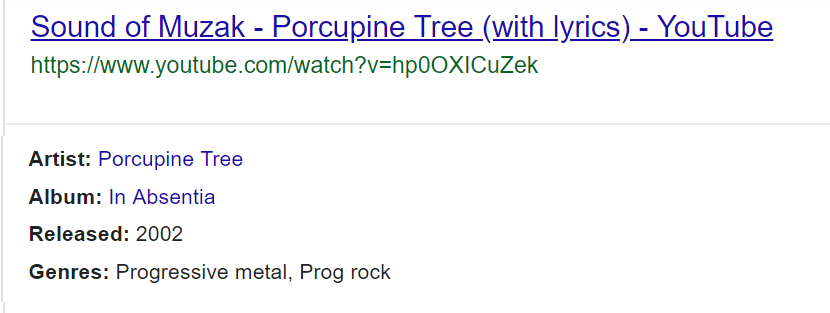 Sound of Muzak - Porcupine Tree (with lyrics) - YouTube
https://www.youtube.com/watch?v=hp0OXICuZek
Artist: Porcupine Tree
Album: In Absentia
Released: 2002
Genres: Progressive metal, Prog rock